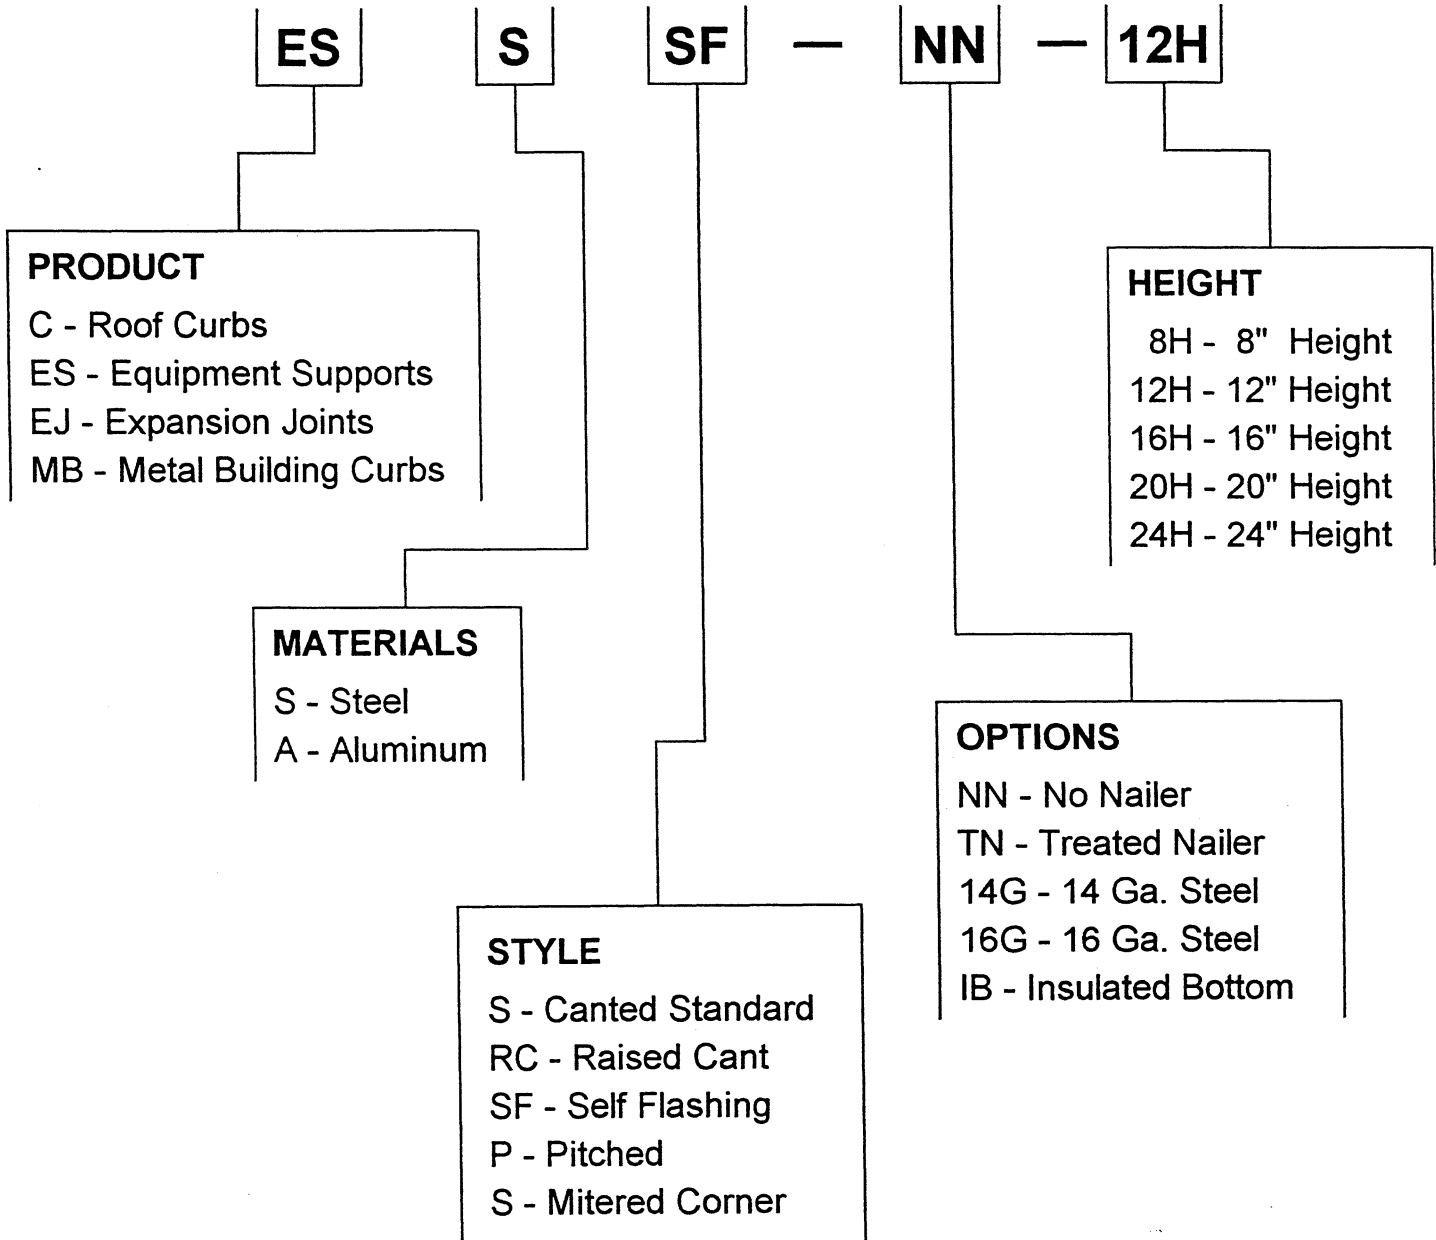 ES S SF — NN — 12H
PRODUCT
C - Roof Curbs
ES - Equipment Supports
EJ - Expansion Joints
MB - Metal Building Curbs
MATERIALS
S - Steel
A - Aluminum
STYLE
S - Canted Standard
RC - Raised Cant
SF - Self Flashing
P - Pitched
S - Mitered Corner
OPTIONS
NN - No Nailer
TN - Treated Nailer
14G - 14 Ga. Steel
16G - 16 Ga. Steel
IB - Insulated Bottom
HEIGHT
8H - 8" Height
12H - 12" Height
16H - 16" Height
20H - 20" Height
24H - 24" Height